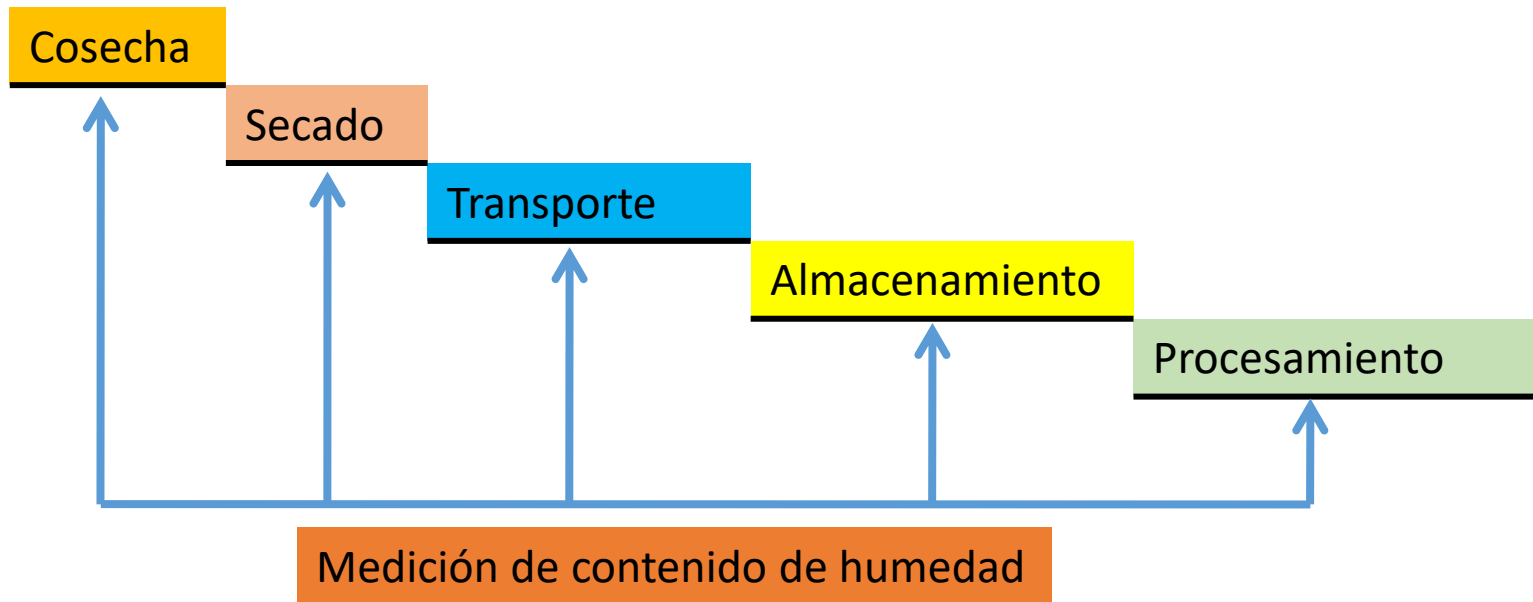 Cosecha
Secado
Transporte
Almacenamiento
Procesamiento
Medición de contenido de humedad